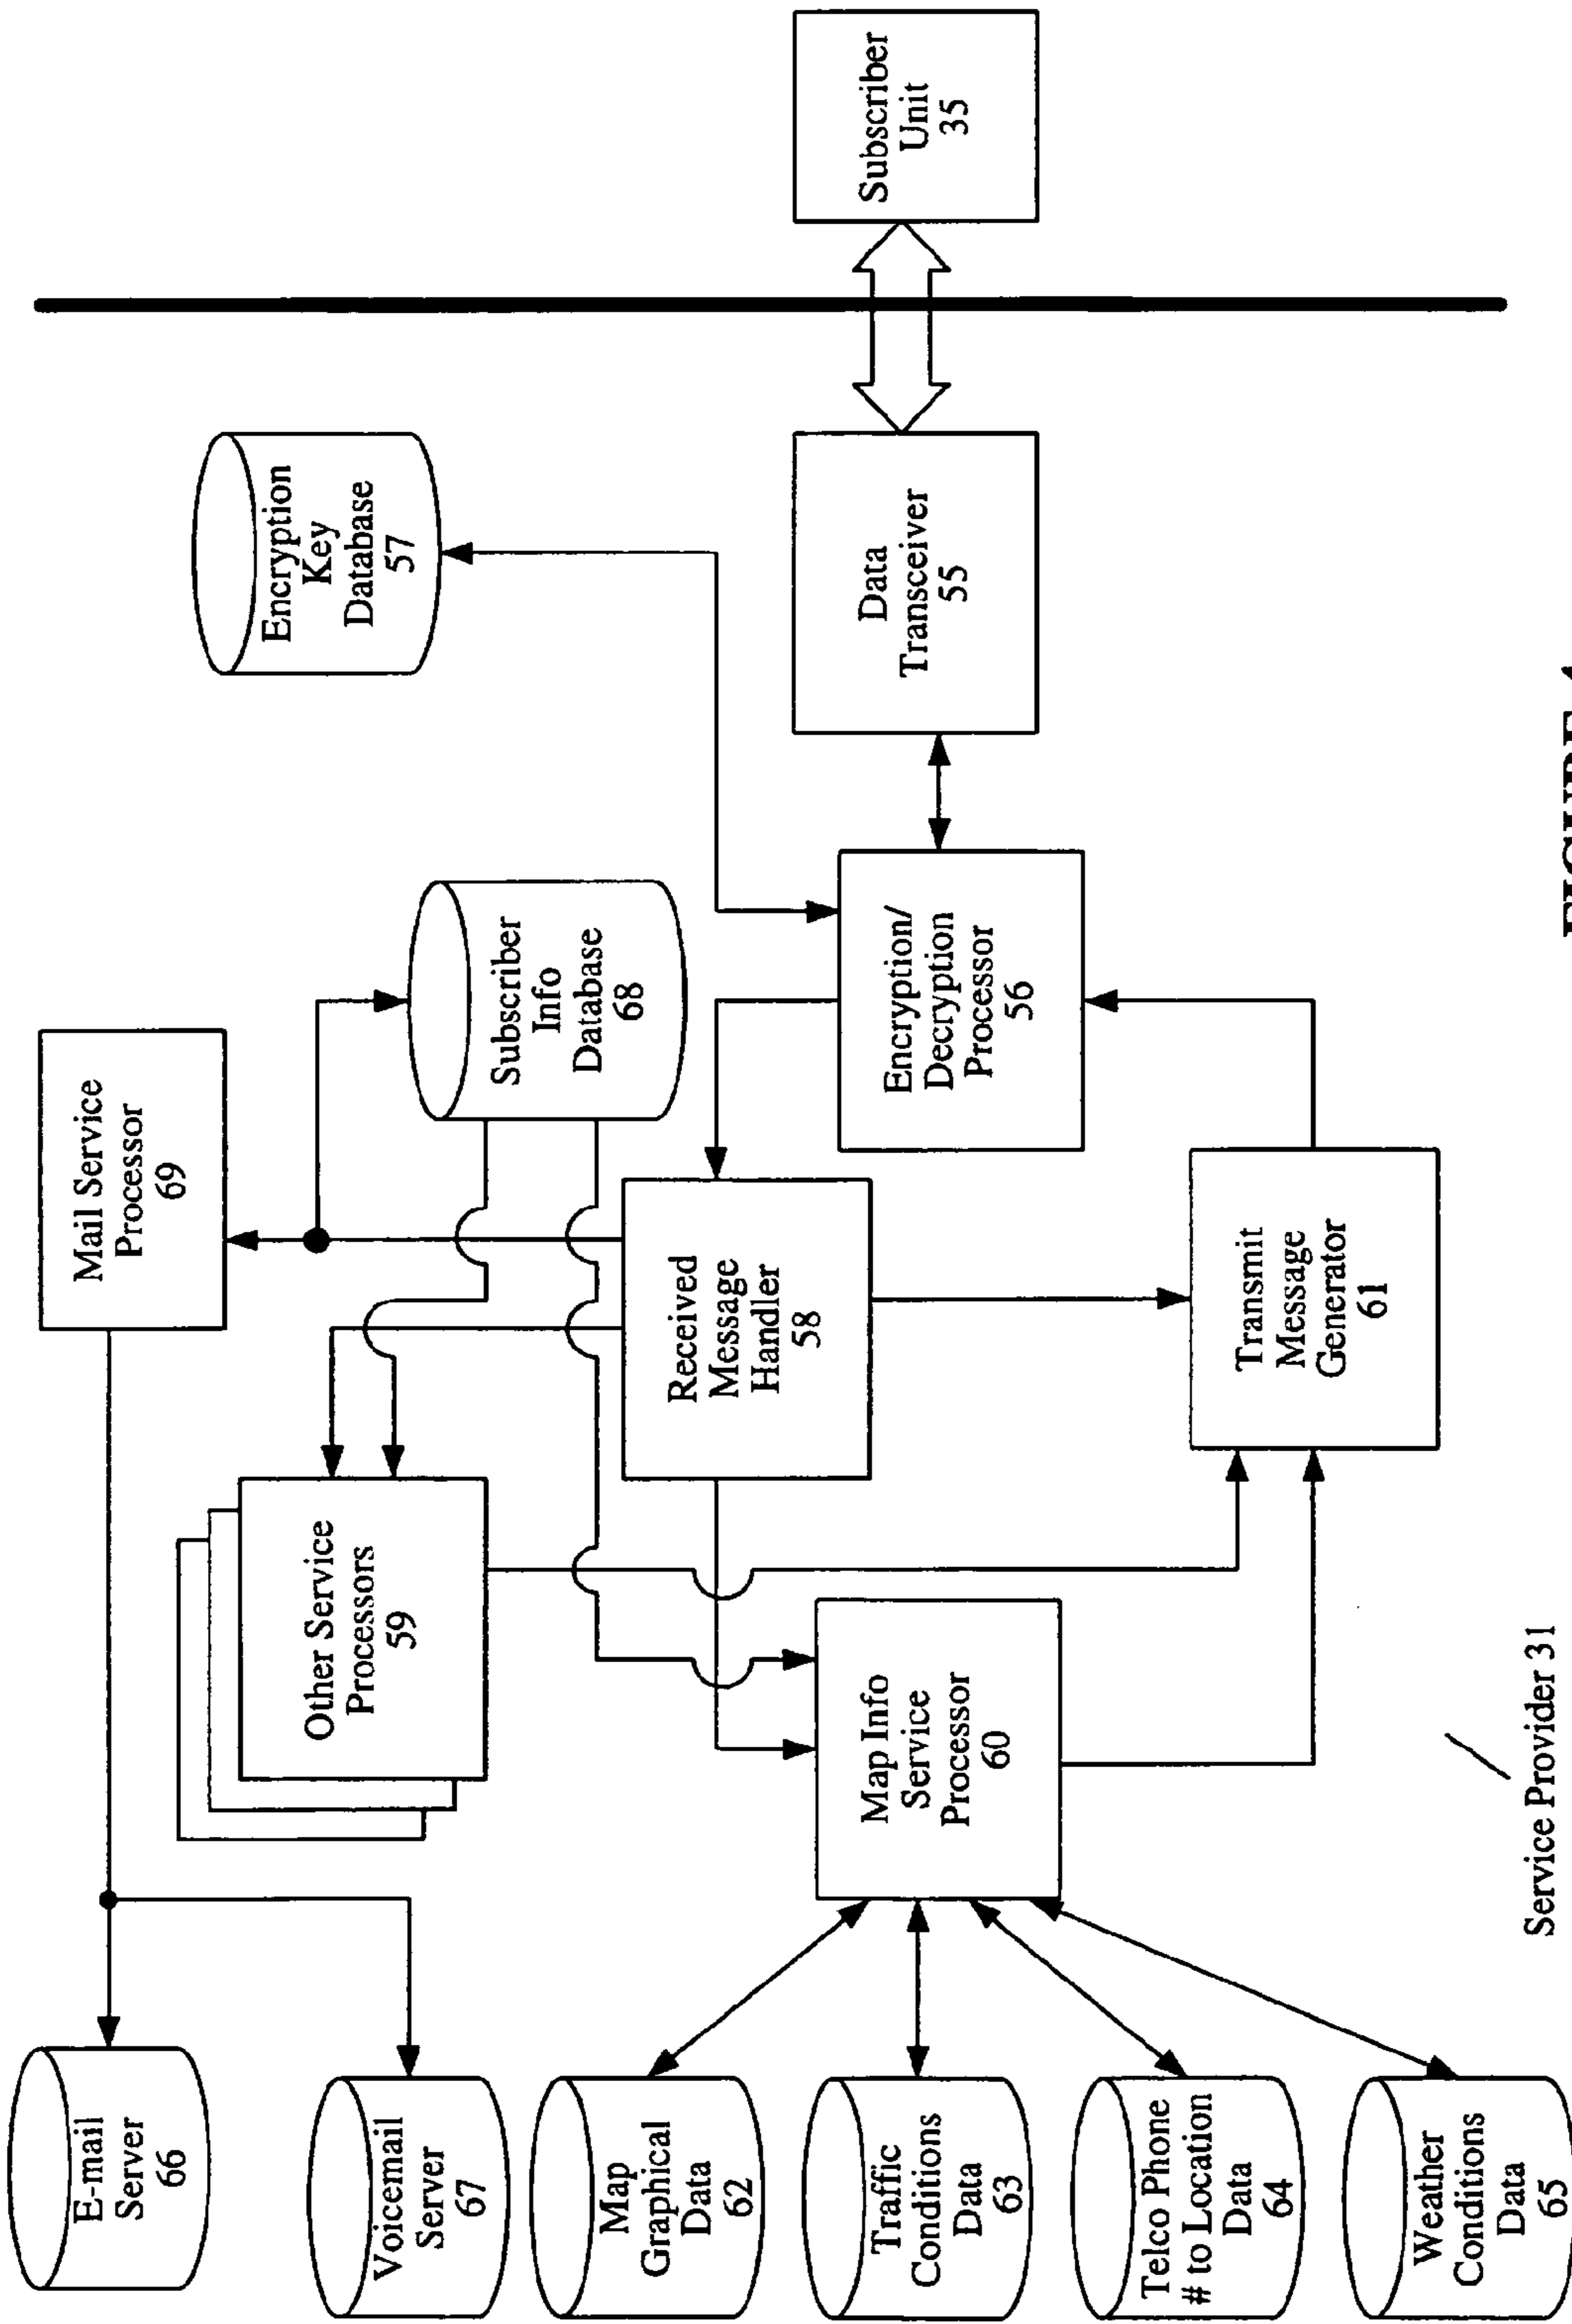 E-mail
Server
66
Voicemail
Server
67
Map
Graphical
Data
62
Traffic
Conditions
Data
63
Telco Phone
# to Location
Data
64
Weather
Conditions
Data
65
Mail Service
Processor
69
Other Service
Processors
59
Map Info
Service
Processor
60
Subscriber
Info
Database
68
Received
Message
Handler
58
Transmit
Message
Generator
61
Encryption
Key
Database
57
Encryption/
Decryption
Processor
56
Data
Transceiver
55
Subscriber
Unit
35
Service Provider 31